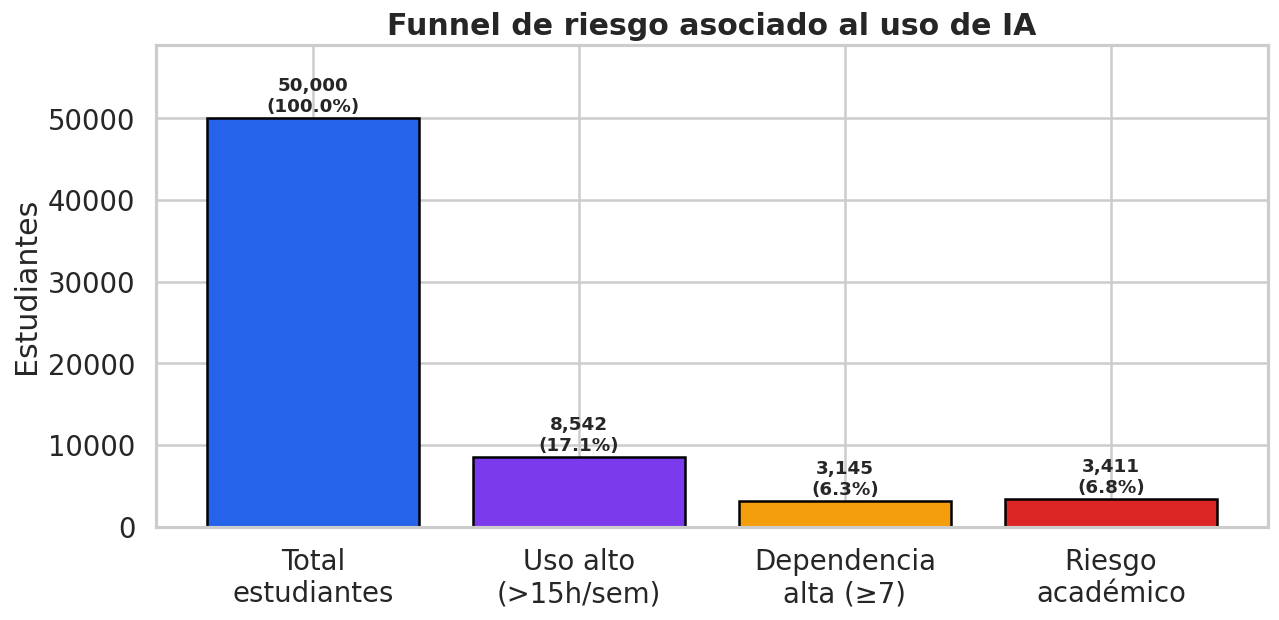 Funnel de riesgo asociado al uso de IA
Estudiantes
50000
40000
30000
20000
10000
0
50,000
(100.0%)
8,542
(17.1%)
3,145
(6.3%)
3,411
(6.8%)
Total
estudiantes
Uso alto
(>15h/sem)
Dependencia
alta (≥7)
Riesgo
académico